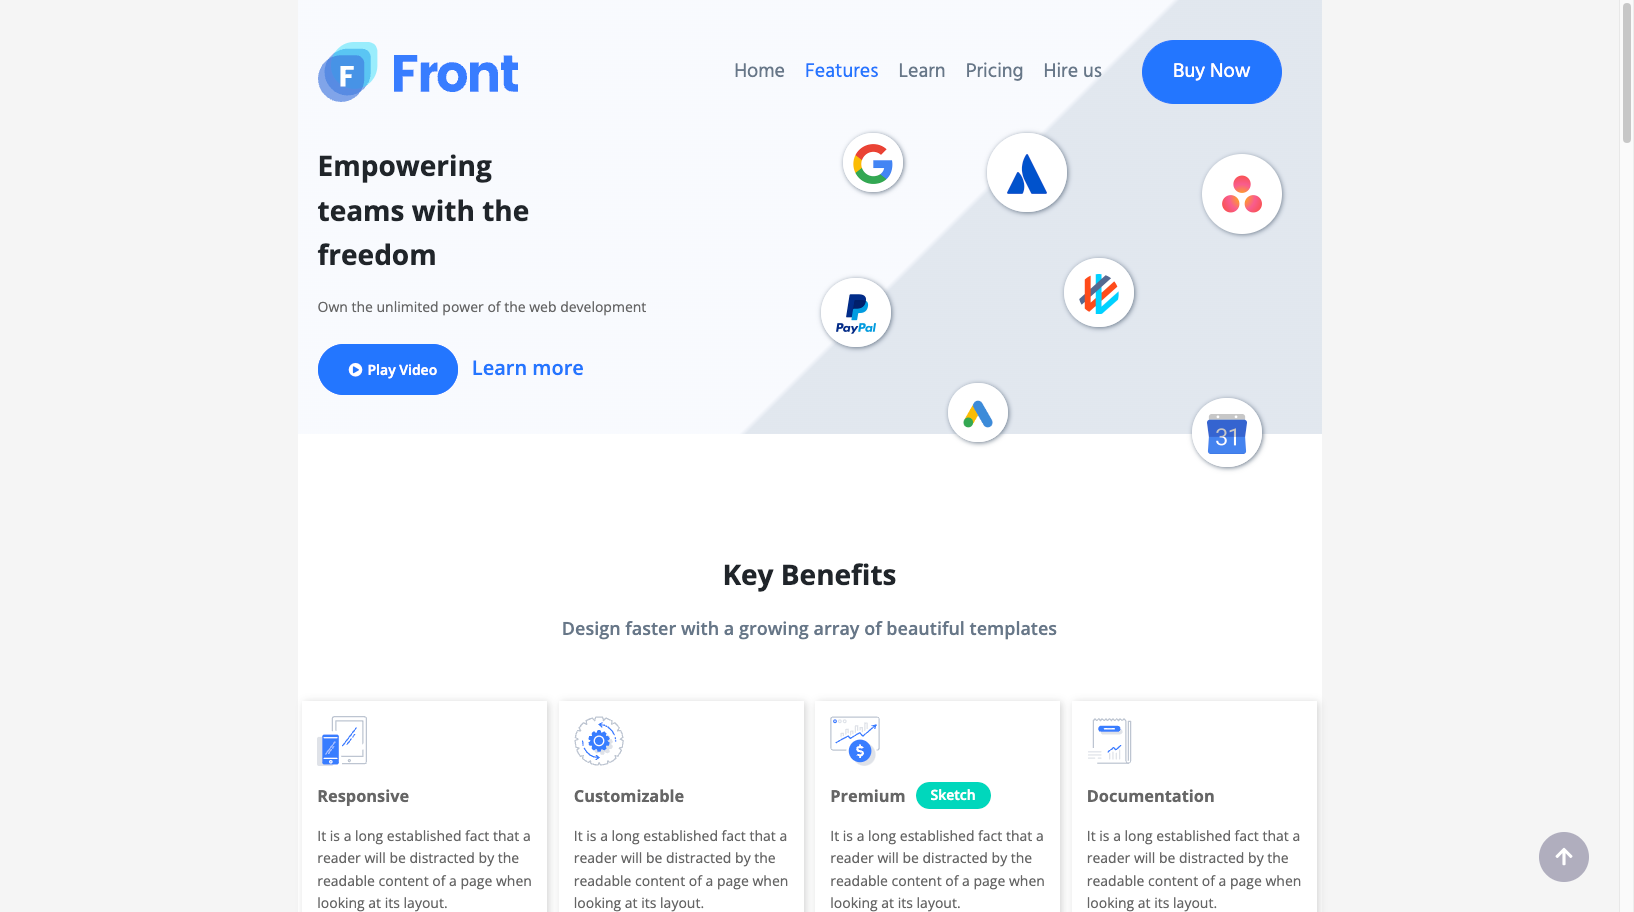 F Front
Home Features Learn Pricing Hire us Buy Now
Empowering
teams with the
freedom
PayPal
Own the unlimited power of the web development
Play Video Learn more
31
Key Benefits
Design faster with a growing array of beautiful templates
$
Responsive
It is a long established fact that a
reader will be distracted by the
readable content of a page when
looking at its layout.
Customizable
It is a long established fact that a
reader will be distracted by the
readable content of a page when
looking at its layout.
Premium Sketch
It is a long established fact that a
reader will be distracted by the
readable content of a page when
looking at its layout.
Documentation
It is a long established fact that a
reader will be distracted by the
readable content of a page when
looking at its layout.